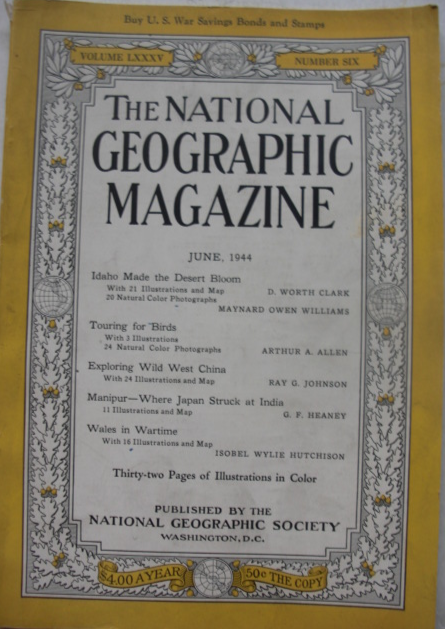 Buy U. S. War Savings Bonds and Stamps
VOLUME LXXXV
NUMBER SIX
THE NATIONAL
GEOGRAPHIC
MAGAZINE
JUNE, 1944
Idaho Made the Desert Bloom
With 21 Illustrations and Map
D. WORTH CLARK
20 Natural Color Photographs
MAYNARD OWEN WILLIAMS
Touring for Birds
With 3 Illustrations
24 Natural Color Photographs
ARTHUR A. ALLEN
Exploring Wild West China
With 24 Illustrations and Map
RAY G. JOHNSON
Manipur—Where Japan Struck at India
11 Illustrations and Map
G. F. HEANEY
Wales in Wartime
With 16 Illustrations and Map
ISOBEL WYLIE HUTCHISON
Thirty-two Pages of Illustrations in Color
PUBLISHED BY THE
NATIONAL GEOGRAPHIC SOCIETY
WASHINGTON, D.C.
$4.00 A YEAR
50¢ THE COPY